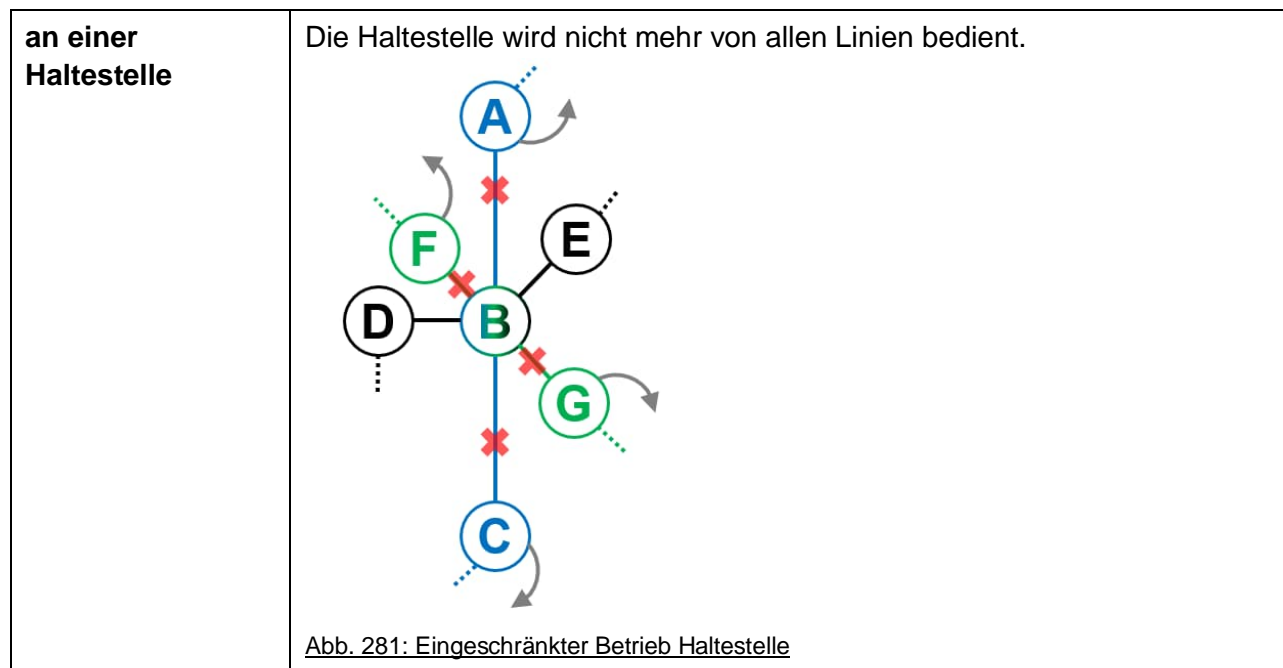 an einer
Haltestelle
Die Haltestelle wird nicht mehr von allen Linien bedient.
A
F
E
D
B
G
C
Abb. 281: Eingeschränkter Betrieb Haltestelle